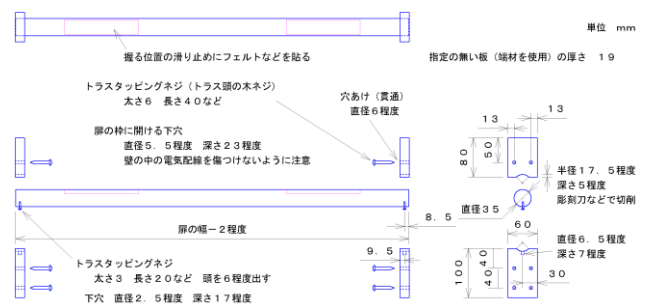 単位 mm
握る位置の滑り止めにフェルトなどを貼る
指定の無い板（端材を使用）の厚さ 19
トラスタッピングネジ（トラス頭の木ネジ）
太さ6 長さ40など
穴あけ（貫通）
直径6程度
13
13
扉の枠に開ける下穴
直径5.5程度 深さ23程度
壁の中の電気配線を傷つけないように注意
80
50
半径17.5程度
深さ5程度
彫刻刀などで切削
直径35
8.5
扉の幅－2程度
60
9.5
直径6.5程度
深さ7程度
トラスタッピングネジ
太さ3 長さ20など 頭を6程度出す
下穴 直径2.5程度 深さ17程度
100
40
40
30